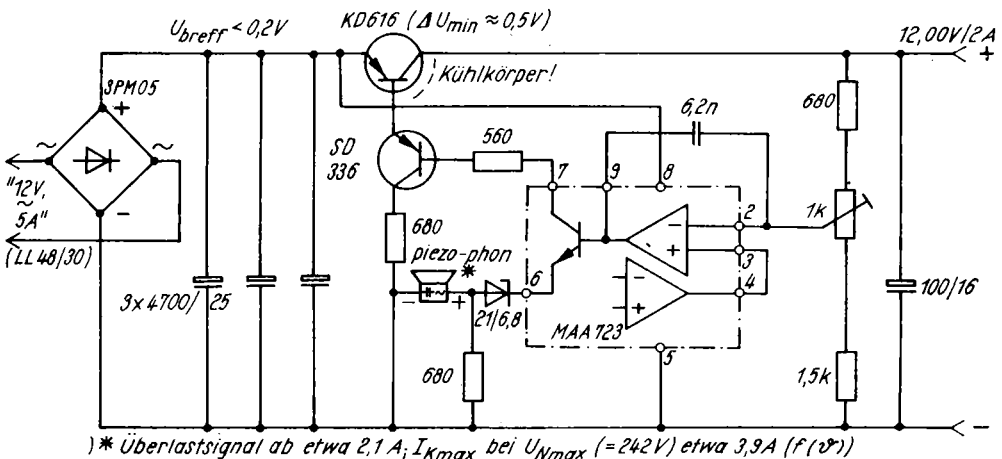 U_breff < 0,2V
KD616 (ΔU_min ≈ 0,5V)
12,00V/2A
+
Kühlkörper!
3PM05
+
~
~
-
"12V,
~
5A"
(LL 48/30)
3x4700/25
SD
336
560
680
piezo-phon
*
- +
21/6,8
680
6,2n
7
9
8
2
3
4
6
5
-
+
-
+
MAA 723
680
1k
1,5k
100/16
-
)* Überlastsignal ab etwa 2,1 A; I_Kmax bei U_Nmax (=242V) etwa 3,9A (f(ϑ))